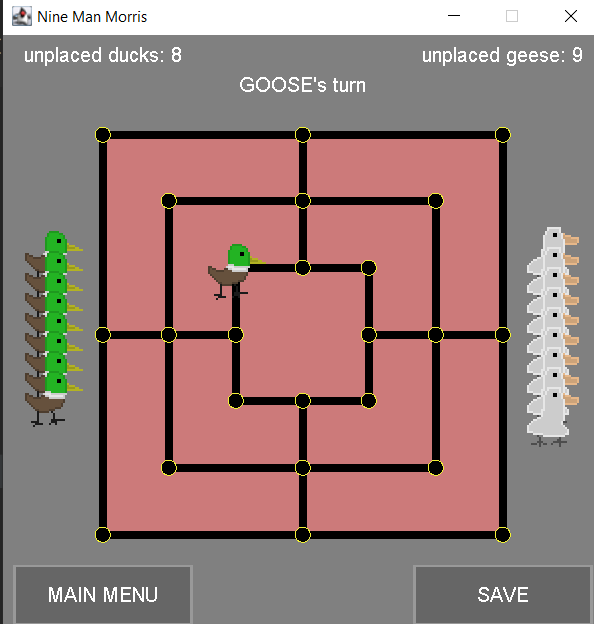 Nine Man Morris
unplaced ducks: 8
unplaced geese: 9
GOOSE's turn
MAIN MENU
SAVE